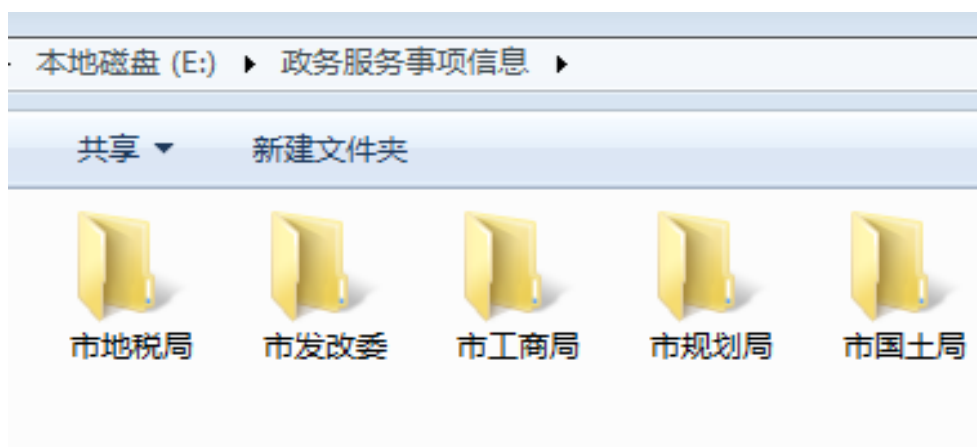 本地磁盘 (E:) ▶ 政务服务事项信息 ▶
共享 ▼ 新建文件夹
市地税局 市发改委 市工商局 市规划局 市国土局